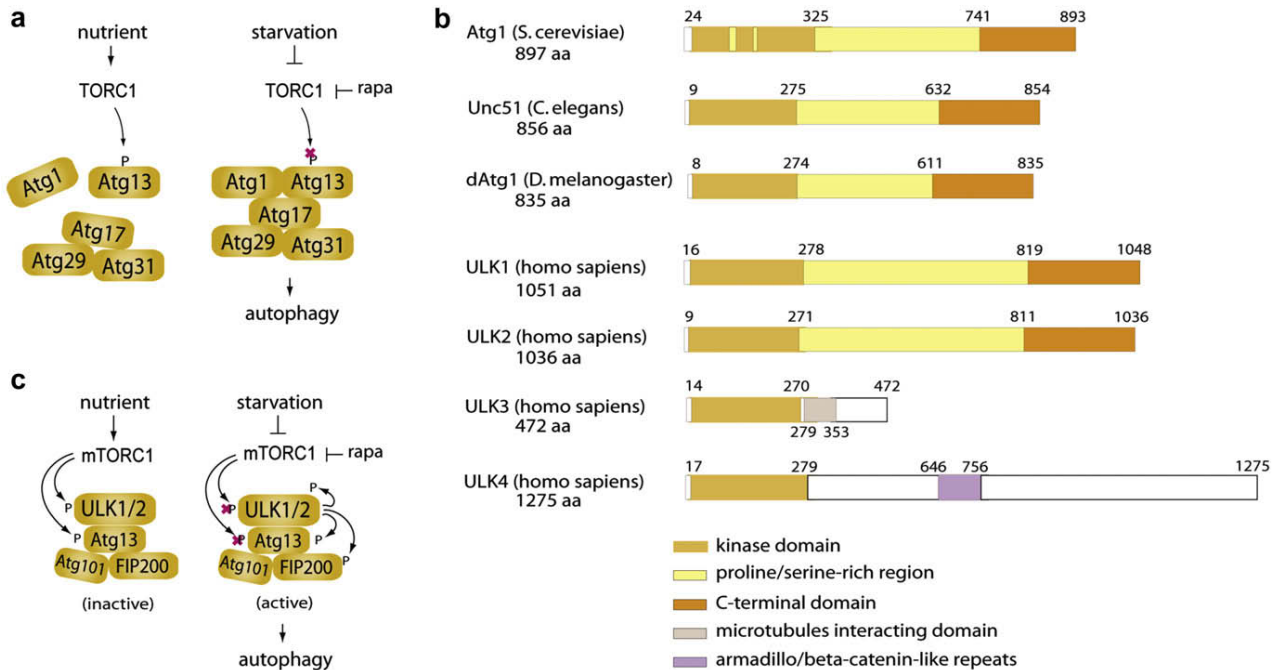 a
nutrient
TORC1
P
Atg1
Atg13
Atg17
Atg29
Atg31
starvation
TORC1
rapa
P
Atg1
Atg13
Atg17
Atg29
Atg31
autophagy
b
24 325 741 893
Atg1 (S. cerevisiae)
897 aa
9 275 632 854
Unc51 (C. elegans)
856 aa
8 274 611 835
dAtg1 (D. melanogaster)
835 aa
16 278 819 1048
ULK1 (homo sapiens)
1051 aa
9 271 811 1036
ULK2 (homo sapiens)
1036 aa
14 270 472
ULK3 (homo sapiens)
472 aa
279 353
17 279 646 756 1275
ULK4 (homo sapiens)
1275 aa
kinase domain
proline/serine-rich region
C-terminal domain
microtubules interacting domain
armadillo/beta-catenin-like repeats
c
nutrient
mTORC1
P
ULK1/2
P
Atg13
Atg101
FIP200
(inactive)
starvation
mTORC1
rapa
P
P
ULK1/2
P
Atg13
P
Atg101
FIP200
P
(active)
autophagy